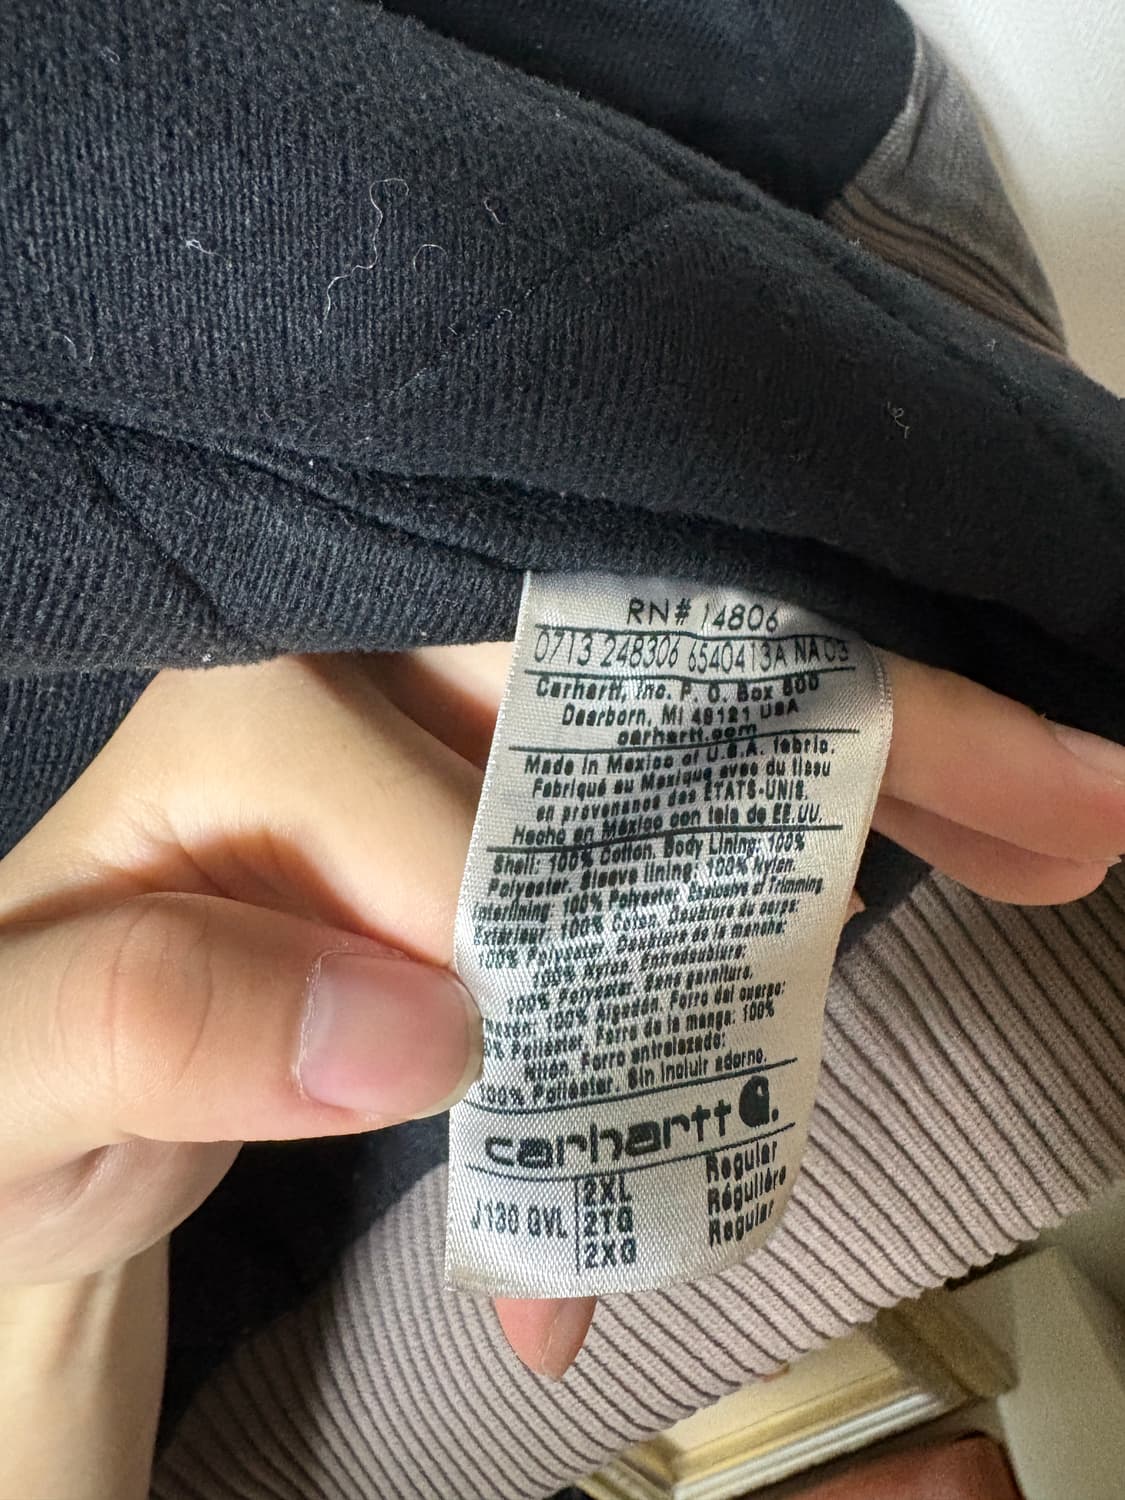 RN# 14806
0713 248306 6540413A NA 03
Carhartt, Inc. P. O. Box 600
Dearborn, MI 48121 USA
carhartt.com
Made in Mexico of U.S.A. fabric.
Fabriqué au Mexique avec du tissu
en provenance des ÉTATS-UNIS.
Hecho en México con tela de EE.UU.
Shell: 100% Cotton. Body Lining: 100%
Polyester. Sleeve lining: 100% Nylon.
Interlining 100% Polyester. Exclusive of Trimming
Extérieur: 100% Coton. Doublure du corps:
100% Polyester. Doublure de la manche:
Nylon. Entredoublure:
100% Polyester. Sans garniture.
100% Algodón. Forro del cuerpo:
Poliéster. Forro de la manga: 100%
Forro entrelazado:
100% Poliéster. Sin incluir adorno.
carhartt
J130 GVL
2XL Regular
2TG Régulière
2XG Regular